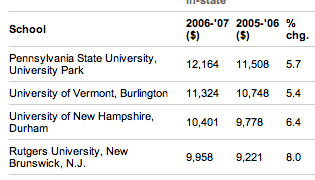 in-state
School 2006-'07 ($) 2005-'06 ($) % chg.
Pennsylvania State University,
University Park 12,164 11,508 5.7
University of Vermont, Burlington 11,324 10,748 5.4
University of New Hampshire,
Durham 10,401 9,778 6.4
Rutgers University, New
Brunswick, N.J. 9,958 9,221 8.0